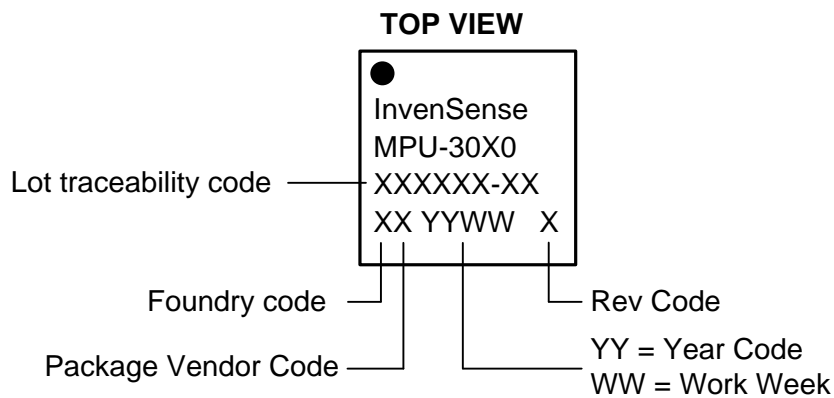 TOP VIEW
InvenSense
MPU-30X0
Lot traceability code
XXXXXX-XX
XX YYWW X
Foundry code
Rev Code
Package Vendor Code
YY = Year Code
WW = Work Week